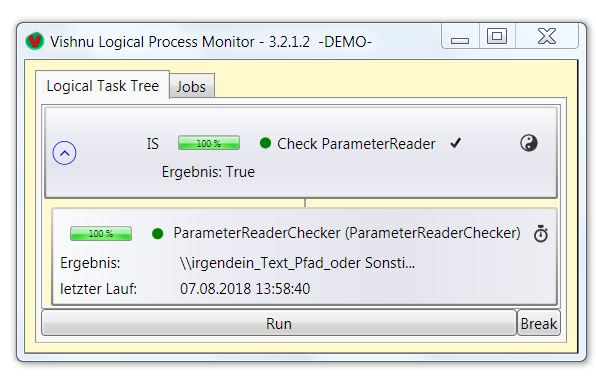 Vishnu Logical Process Monitor - 3.2.1.2 -DEMO-
Logical Task Tree Jobs
IS 100 % Check ParameterReader
Ergebnis: True
100 % ParameterReaderChecker (ParameterReaderChecker)
Ergebnis: \\irgendein_Text_Pfad_oder Sonsti...
letzter Lauf: 07.08.2018 13:58:40
Run Break